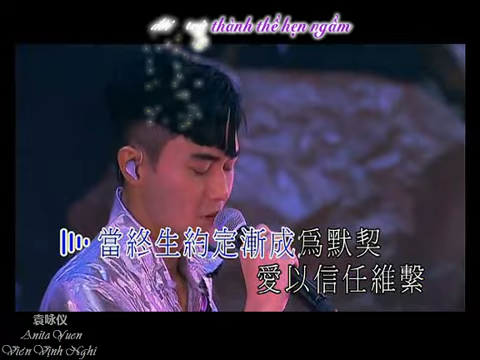 thành thề hẹn ngầm
當終生約定漸成為默契
愛以信任維繫
袁咏仪
Anita Yuen
Viên Vịnh Nghi